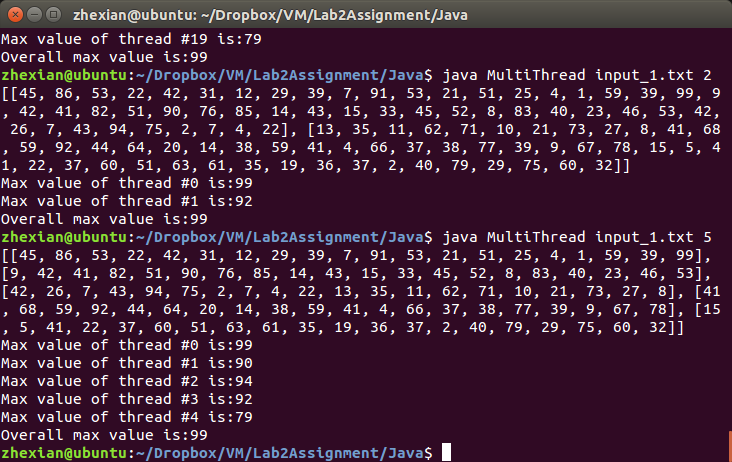 zhexian@ubuntu: ~/Dropbox/VM/Lab2Assignment/Java
Max value of thread #19 is:79
Overall max value is:99
zhexian@ubuntu:~/Dropbox/VM/Lab2Assignment/Java$ java MultiThread input_1.txt 2
[[45, 86, 53, 22, 42, 31, 12, 29, 39, 7, 91, 53, 21, 51, 25, 4, 1, 59, 39, 99, 9
, 42, 41, 82, 51, 90, 76, 85, 14, 43, 15, 33, 45, 52, 8, 83, 40, 23, 46, 53, 42,
 26, 7, 43, 94, 75, 2, 7, 4, 22], [13, 35, 11, 62, 71, 10, 21, 73, 27, 8, 41, 68
, 59, 92, 44, 64, 20, 14, 38, 59, 41, 4, 66, 37, 38, 77, 39, 9, 67, 78, 15, 5, 4
1, 22, 37, 60, 51, 63, 61, 35, 19, 36, 37, 2, 40, 79, 29, 75, 60, 32]]
Max value of thread #0 is:99
Max value of thread #1 is:92
Overall max value is:99
zhexian@ubuntu:~/Dropbox/VM/Lab2Assignment/Java$ java MultiThread input_1.txt 5
[[45, 86, 53, 22, 42, 31, 12, 29, 39, 7, 91, 53, 21, 51, 25, 4, 1, 59, 39, 99],
[9, 42, 41, 82, 51, 90, 76, 85, 14, 43, 15, 33, 45, 52, 8, 83, 40, 23, 46, 53],
[42, 26, 7, 43, 94, 75, 2, 7, 4, 22, 13, 35, 11, 62, 71, 10, 21, 73, 27, 8], [41
, 68, 59, 92, 44, 64, 20, 14, 38, 59, 41, 4, 66, 37, 38, 77, 39, 9, 67, 78], [15
, 5, 41, 22, 37, 60, 51, 63, 61, 35, 19, 36, 37, 2, 40, 79, 29, 75, 60, 32]]
Max value of thread #0 is:99
Max value of thread #1 is:90
Max value of thread #2 is:94
Max value of thread #3 is:92
Max value of thread #4 is:79
Overall max value is:99
zhexian@ubuntu:~/Dropbox/VM/Lab2Assignment/Java$